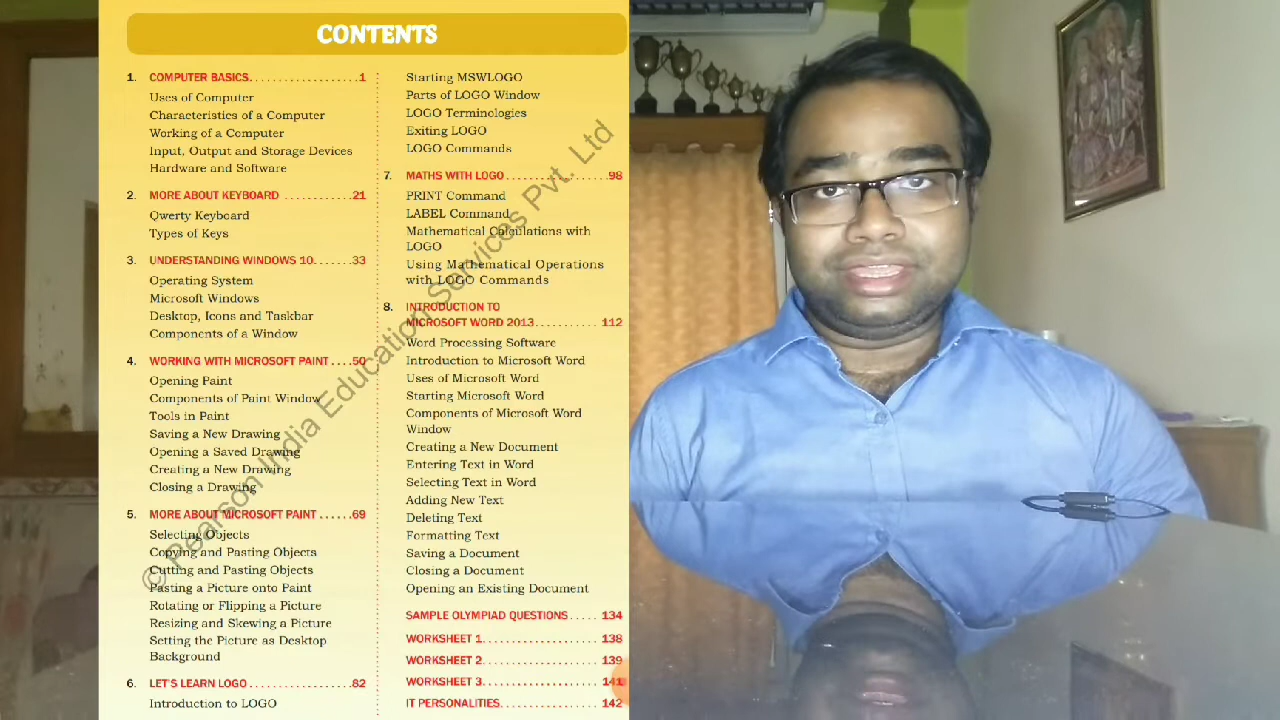 CONTENTS
1. COMPUTER BASICS. . . . . . . . . . . . . . . . . . .1
Uses of Computer
Characteristics of a Computer
Working of a Computer
Input, Output and Storage Devices
Hardware and Software
2. MORE ABOUT KEYBOARD . . . . . . . . . . . .21
Qwerty Keyboard
Types of Keys
3. UNDERSTANDING WINDOWS 10. . . . . . .33
Operating System
Microsoft Windows
Desktop, Icons and Taskbar
Components of a Window
4. WORKING WITH MICROSOFT PAINT . . . .50
Opening Paint
Components of Paint Window
Tools in Paint
Saving a New Drawing
Opening a Saved Drawing
Creating a New Drawing
Closing a Drawing
5. MORE ABOUT MICROSOFT PAINT . . . . . .69
Selecting Objects
Copying and Pasting Objects
Cutting and Pasting Objects
Pasting a Picture onto Paint
Rotating or Flipping a Picture
Resizing and Skewing a Picture
Setting the Picture as Desktop
Background
6. LET'S LEARN LOGO . . . . . . . . . . . . . . . . . .82
Introduction to LOGO
Starting MSWLOGO
Parts of LOGO Window
LOGO Terminologies
Exiting LOGO
LOGO Commands
7. MATHS WITH LOGO . . . . . . . . . . . . . . . . . .98
PRINT Command
LABEL Command
Mathematical Calculations with
LOGO
Using Mathematical Operations
with LOGO Commands
8. INTRODUCTION TO
MICROSOFT WORD 2013. . . . . . . . . . . 112
Word Processing Software
Introduction to Microsoft Word
Uses of Microsoft Word
Starting Microsoft Word
Components of Microsoft Word
Window
Creating a New Document
Entering Text in Word
Selecting Text in Word
Adding New Text
Deleting Text
Formatting Text
Saving a Document
Closing a Document
Opening an Existing Document
SAMPLE OLYMPIAD QUESTIONS . . . . . 134
WORKSHEET 1. . . . . . . . . . . . . . . . . . . . 138
WORKSHEET 2. . . . . . . . . . . . . . . . . . . . 139
WORKSHEET 3. . . . . . . . . . . . . . . . . . . . 141
IT PERSONALITIES. . . . . . . . . . . . . . . . . 142
© Pearson India Education Services Pvt. Ltd